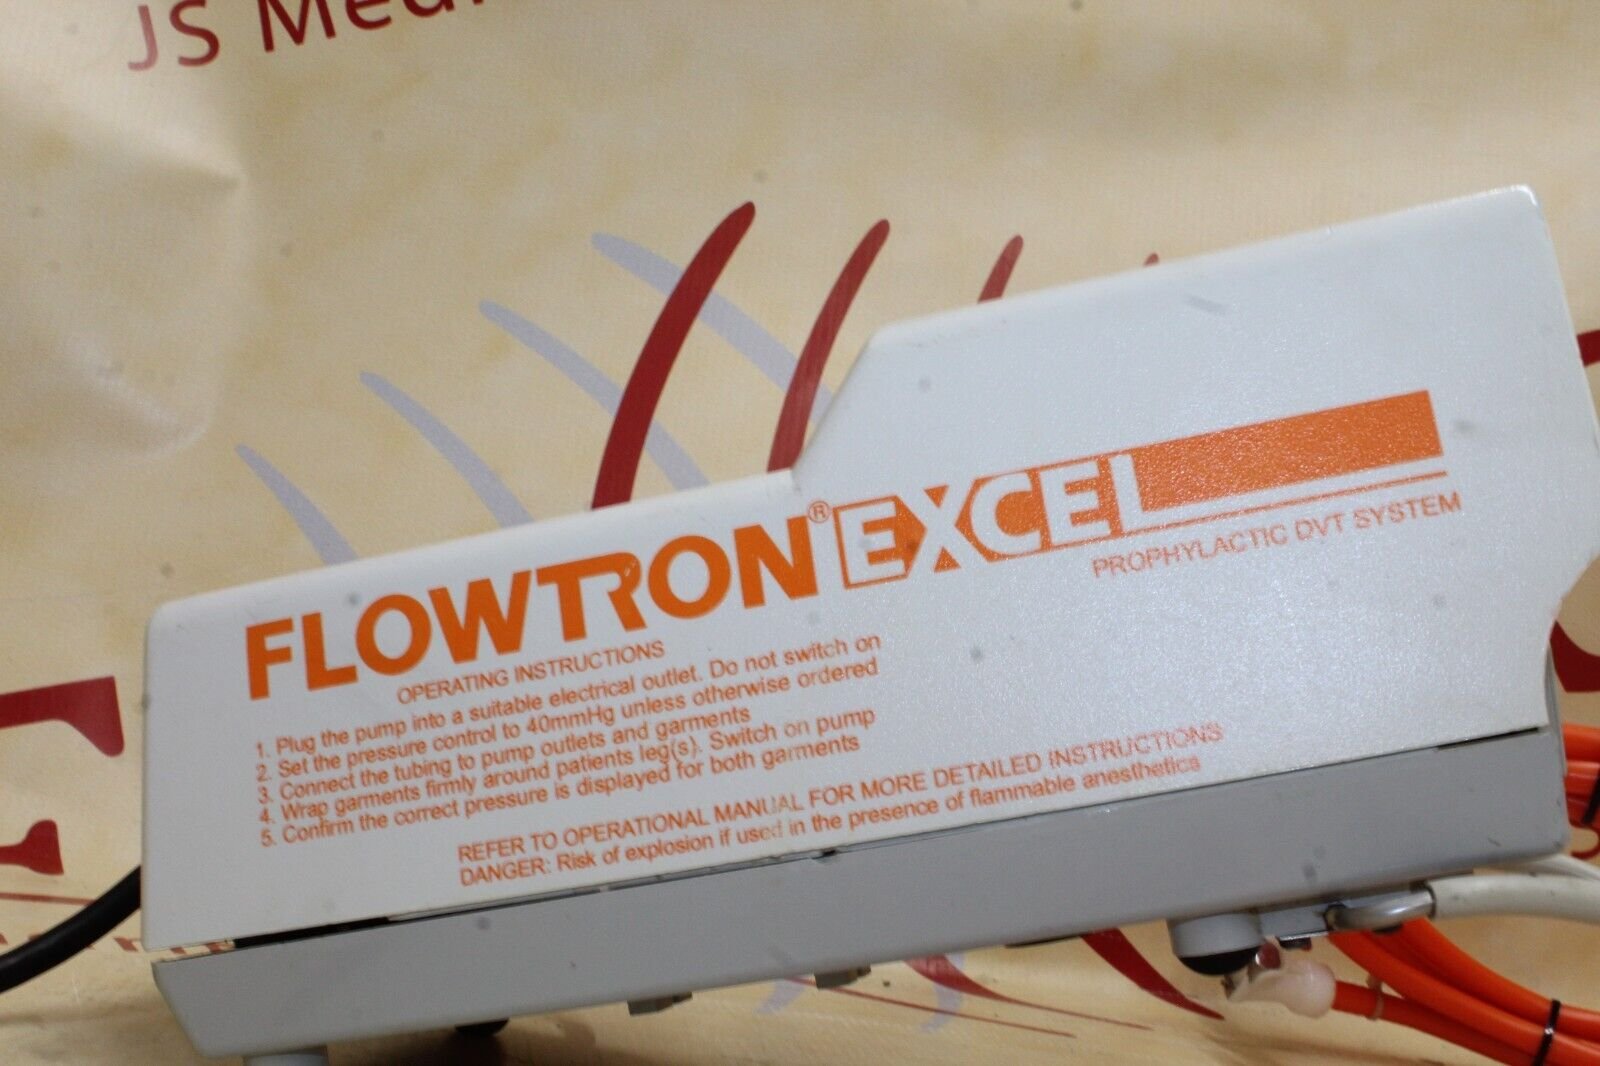 JS Med
FLOWTRON® EXCEL
PROPHYLACTIC DVT SYSTEM
OPERATING INSTRUCTIONS
1. Plug the pump into a suitable electrical outlet. Do not switch on
2. Set the pressure control to 40mmHg unless otherwise ordered
3. Connect the tubing to pump outlets and garments
4. Wrap garments firmly around patients leg(s). Switch on pump
5. Confirm the correct pressure is displayed for both garments
REFER TO OPERATIONAL MANUAL FOR MORE DETAILED INSTRUCTIONS
DANGER: Risk of explosion if used in the presence of flammable anesthetics